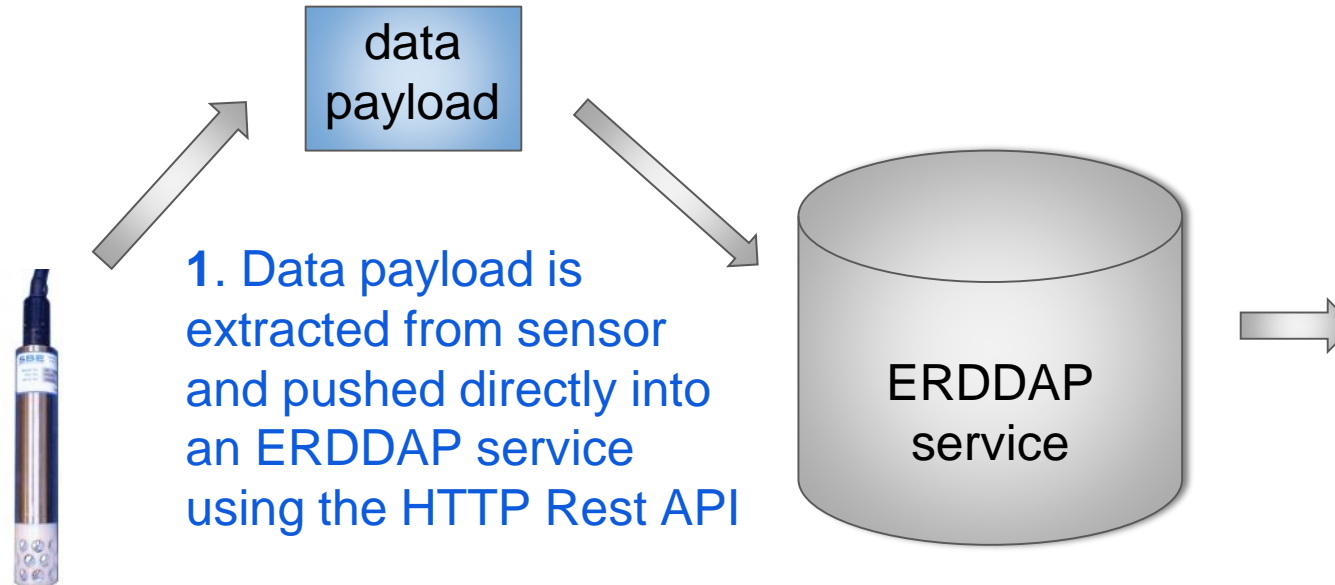 data
payload
1. Data payload is
extracted from sensor
and pushed directly into
an ERDDAP service
using the HTTP Rest API
ERDDAP
service
SBE